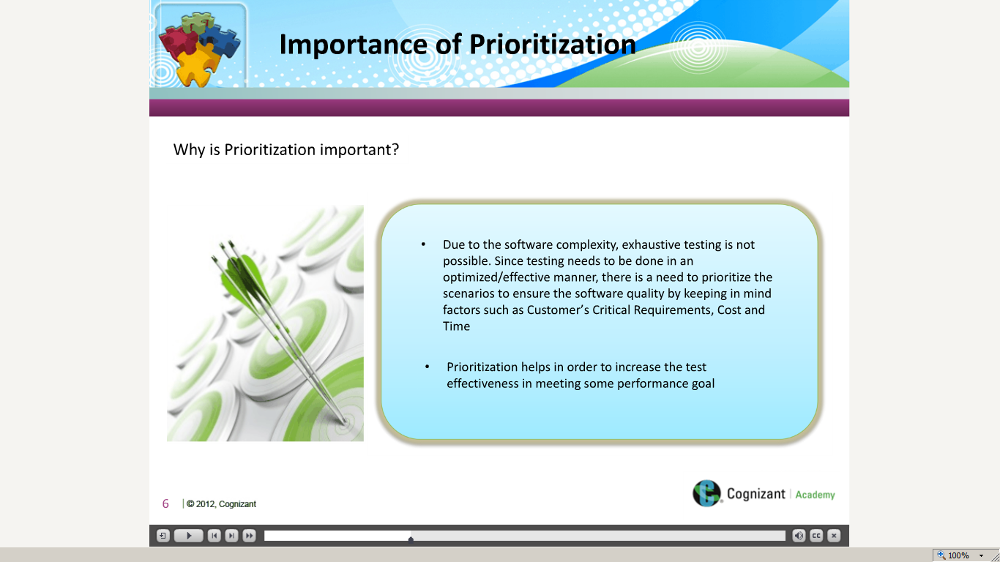 Importance of Prioritization
Why is Prioritization important?
• Due to the software complexity, exhaustive testing is not
possible. Since testing needs to be done in an
optimized/effective manner, there is a need to prioritize the
scenarios to ensure the software quality by keeping in mind
factors such as Customer’s Critical Requirements, Cost and
Time
• Prioritization helps in order to increase the test
effectiveness in meeting some performance goal
Cognizant | Academy
6 | © 2012, Cognizant
CC
100%